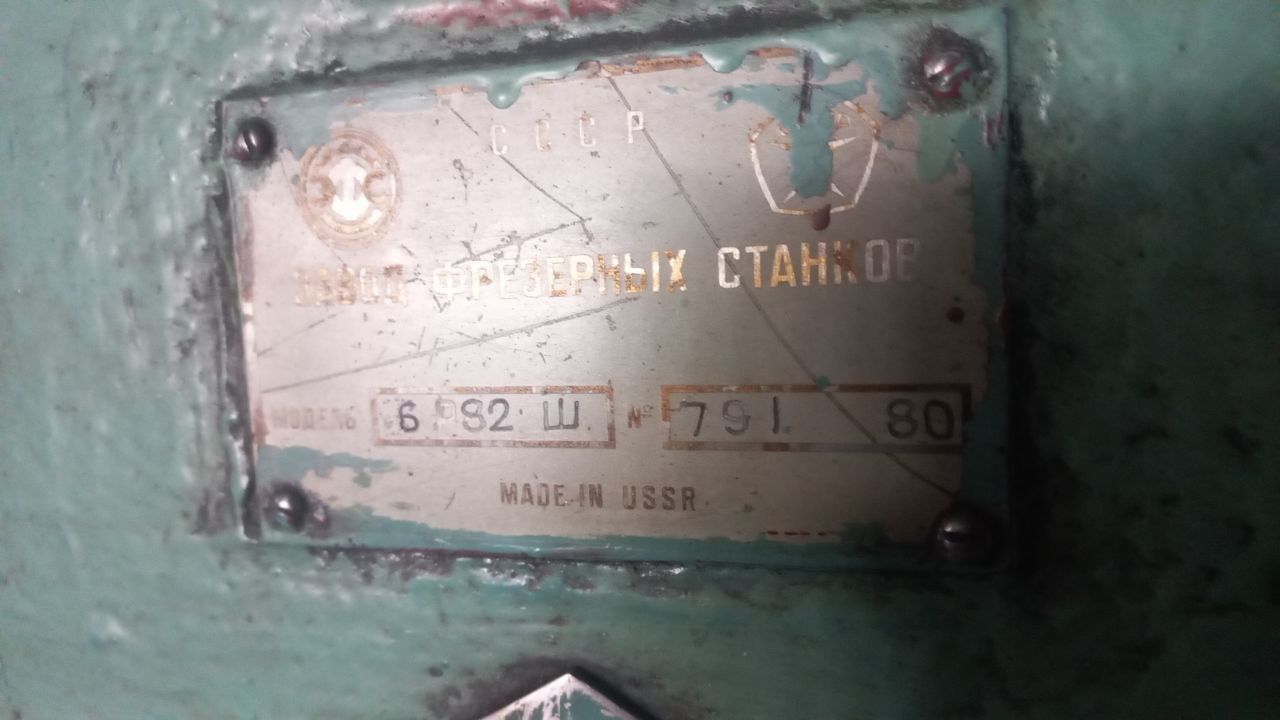 СССР
ЗАВОД ФРЕЗЕРНЫХ СТАНКОВ
МОДЕЛЬ 6Р82Ш № 791 80
MADE IN USSR